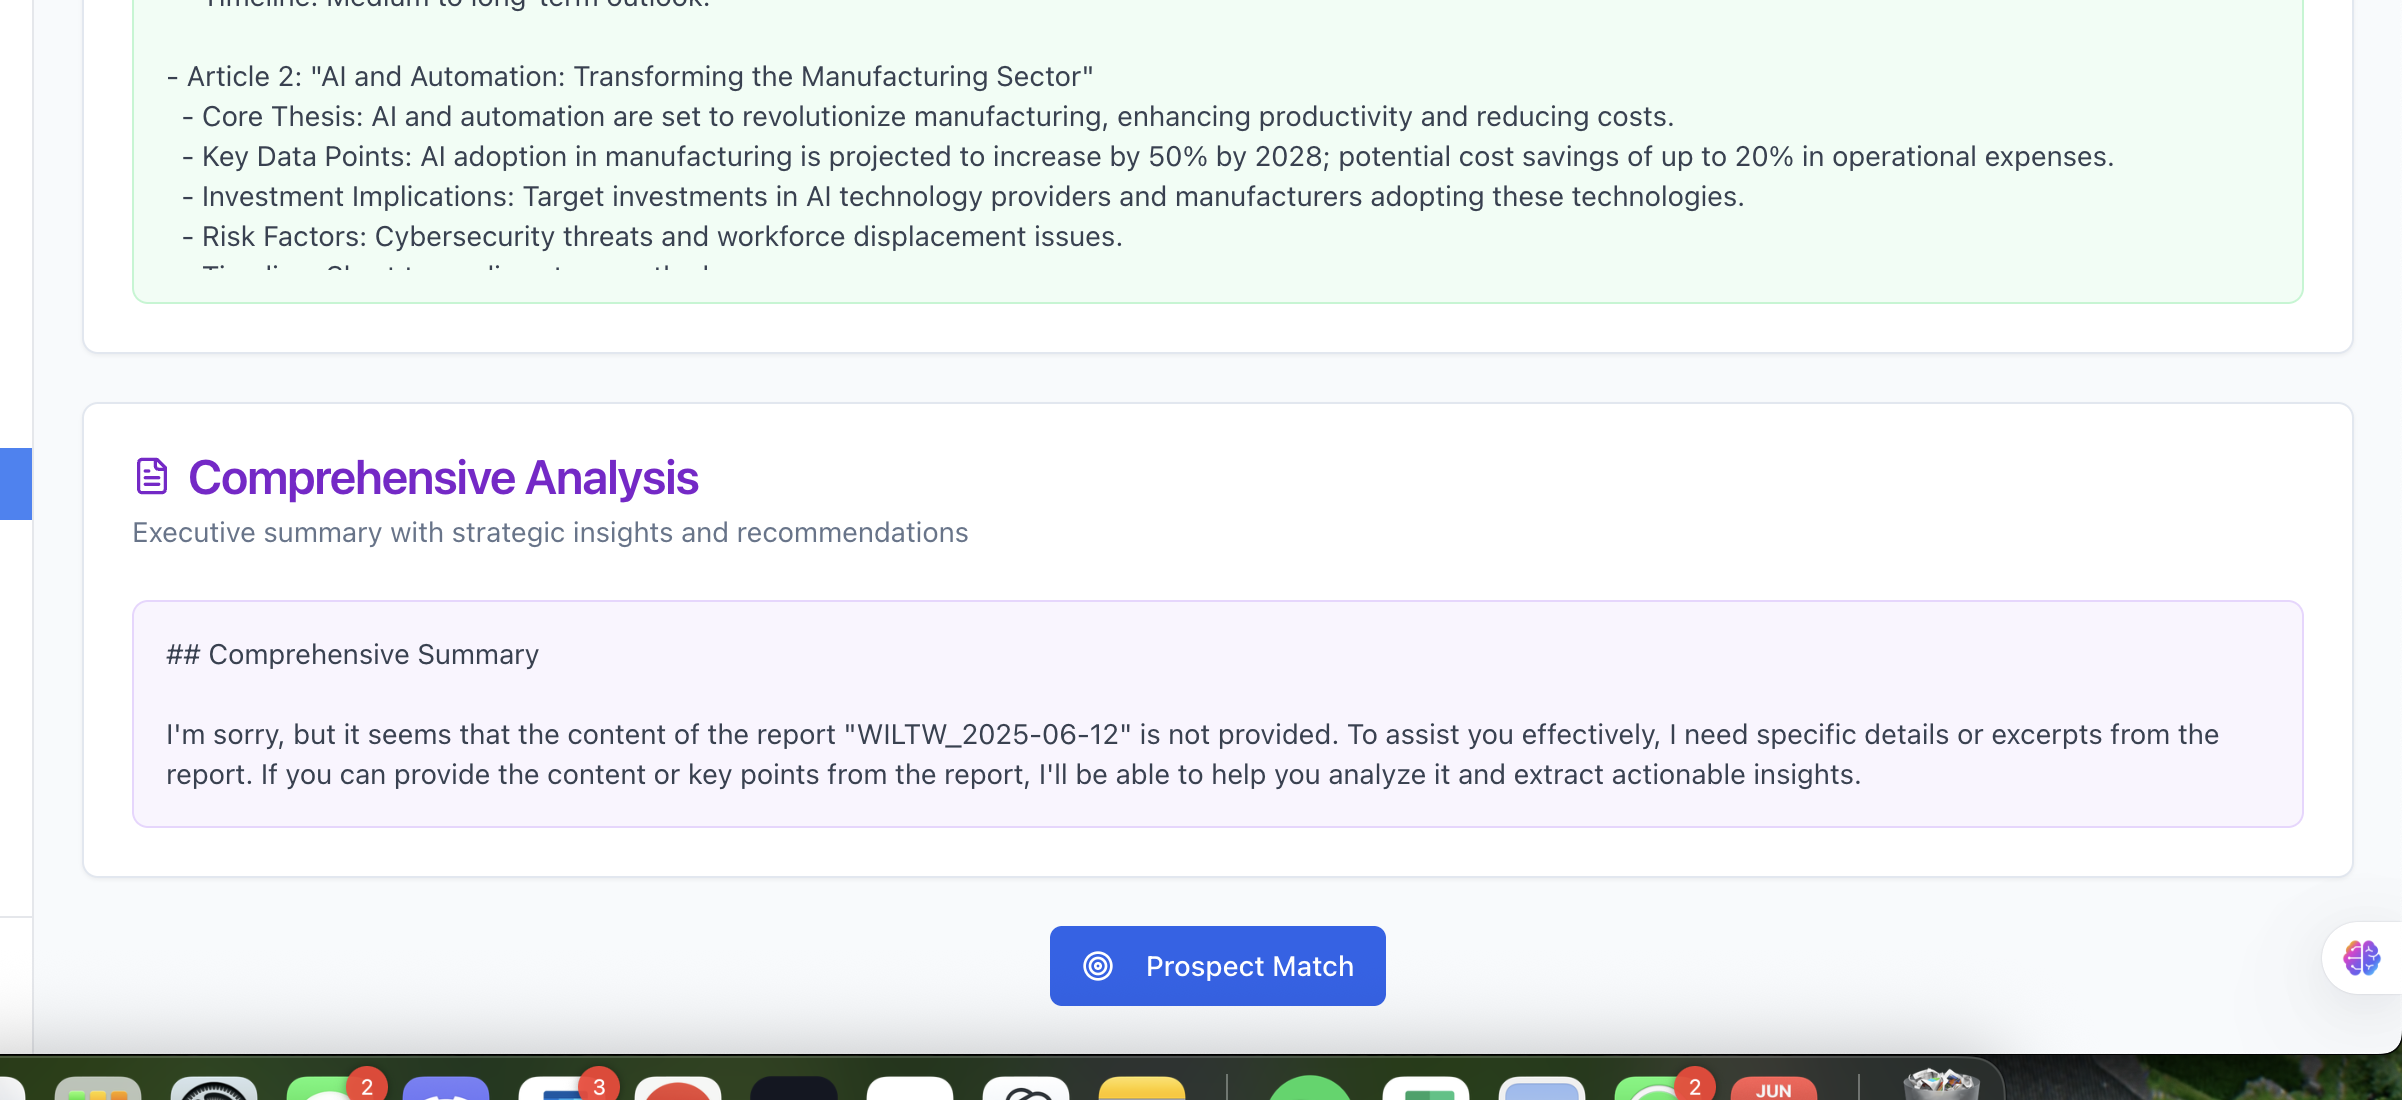 Timeline: Medium to long-term outlook.
- Article 2: "AI and Automation: Transforming the Manufacturing Sector"
- Core Thesis: AI and automation are set to revolutionize manufacturing, enhancing productivity and reducing costs.
- Key Data Points: AI adoption in manufacturing is projected to increase by 50% by 2028; potential cost savings of up to 20% in operational expenses.
- Investment Implications: Target investments in AI technology providers and manufacturers adopting these technologies.
- Risk Factors: Cybersecurity threats and workforce displacement issues.
Comprehensive Analysis
Executive summary with strategic insights and recommendations
## Comprehensive Summary
I'm sorry, but it seems that the content of the report "WILTW_2025-06-12" is not provided. To assist you effectively, I need specific details or excerpts from the
report. If you can provide the content or key points from the report, I'll be able to help you analyze it and extract actionable insights.
Prospect Match
2
3
2
JUN